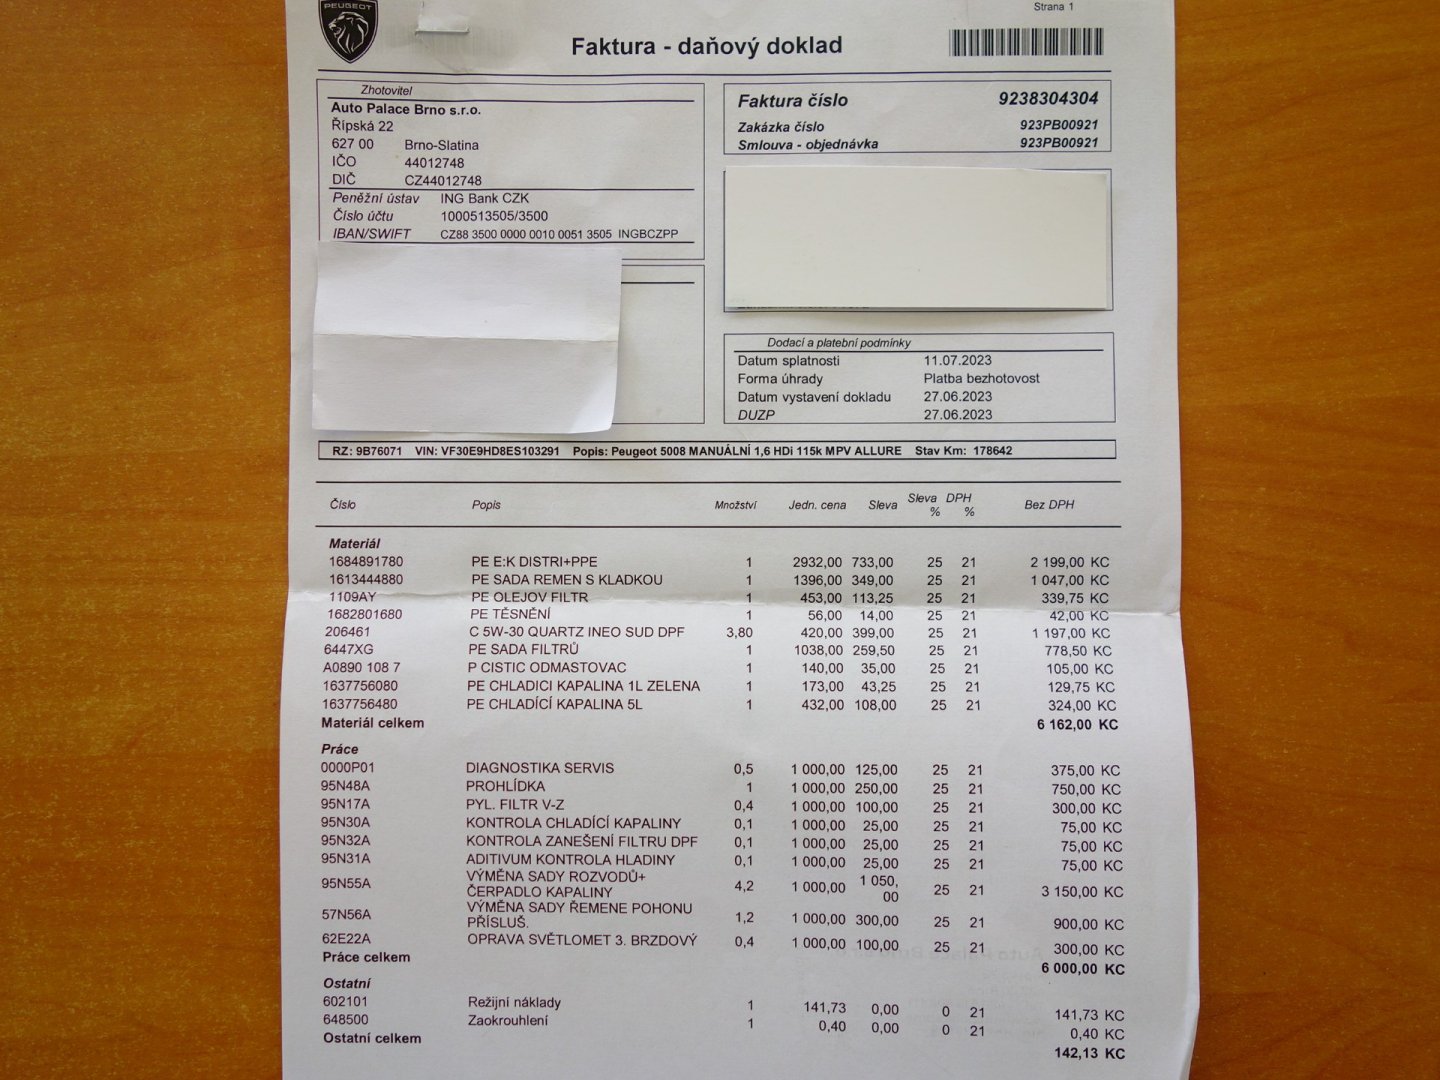 PEUGEOT
Strana 1
Faktura - daňový doklad
Zhotovitel
Auto Palace Brno s.r.o.
Řípská 22
627 00 Brno-Slatina
IČO 44012748
DIČ CZ44012748
Peněžní ústav ING Bank CZK
Číslo účtu 1000513505/3500
IBAN/SWIFT CZ88 3500 0000 0010 0051 3505 INGBCZPP
Faktura číslo 9238304304
Zakázka číslo 923PB00921
Smlouva - objednávka 923PB00921
Dodací a platební podmínky
Datum splatnosti 11.07.2023
Forma úhrady Platba bezhotovost
Datum vystavení dokladu 27.06.2023
DUZP 27.06.2023
RZ: 9B76071 VIN: VF30E9HD8ES103291 Popis: Peugeot 5008 MANUÁLNÍ 1,6 HDi 115k MPV ALLURE Stav Km: 178642
Číslo Popis Množství Jedn. cena Sleva Sleva % DPH % Bez DPH
Materiál
1684891780 PE E:K DISTRI+PPE 1 2932,00 733,00 25 21 2 199,00 KC
1613444880 PE SADA REMEN S KLADKOU 1 1396,00 349,00 25 21 1 047,00 KC
1109AY PE OLEJOV FILTR 1 453,00 113,25 25 21 339,75 KC
1682801680 PE TĚSNĚNÍ 1 56,00 14,00 25 21 42,00 KC
206461 C 5W-30 QUARTZ INEO SUD DPF 3,80 420,00 399,00 25 21 1 197,00 KC
6447XG PE SADA FILTRŮ 1 1038,00 259,50 25 21 778,50 KC
A0890 108 7 P CISTIC ODMASTOVAC 1 140,00 35,00 25 21 105,00 KC
1637756080 PE CHLADICI KAPALINA 1L ZELENA 1 173,00 43,25 25 21 129,75 KC
1637756480 PE CHLADÍCÍ KAPALINA 5L 1 432,00 108,00 25 21 324,00 KC
Materiál celkem 6 162,00 KC
Práce
0000P01 DIAGNOSTIKA SERVIS 0,5 1 000,00 125,00 25 21 375,00 KC
95N48A PROHLÍDKA 1 1 000,00 250,00 25 21 750,00 KC
95N17A PYL. FILTR V-Z 0,4 1 000,00 100,00 25 21 300,00 KC
95N30A KONTROLA CHLADÍCÍ KAPALINY 0,1 1 000,00 25,00 25 21 75,00 KC
95N32A KONTROLA ZANEŠENÍ FILTRU DPF 0,1 1 000,00 25,00 25 21 75,00 KC
95N31A ADITIVUM KONTROLA HLADINY 0,1 1 000,00 25,00 25 21 75,00 KC
95N55A VÝMĚNA SADY ROZVODŮ+ ČERPADLO KAPALINY 4,2 1 000,00 1 050,00 25 21 3 150,00 KC
57N56A VÝMĚNA SADY ŘEMENE POHONU PŘÍSLUŠ. 1,2 1 000,00 300,00 25 21 900,00 KC
62E22A OPRAVA SVĚTLOMET 3. BRZDOVÝ 0,4 1 000,00 100,00 25 21 300,00 KC
Práce celkem 6 000,00 KC
Ostatní
602101 Režijní náklady 1 141,73 0,00 0 21 141,73 KC
648500 Zaokrouhlení 1 0,40 0,00 0 21 0,40 KC
Ostatní celkem 142,13 KC